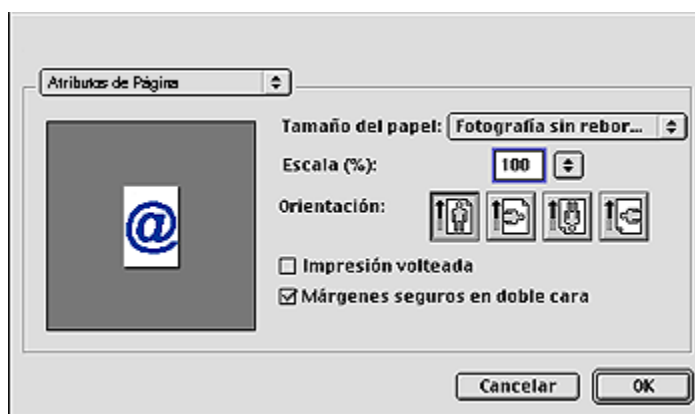 Atributos de Página
Tamaño del papel: Fotografía sin rebor...
Escala (%): 100
@
Orientación:
Impresión volteada
Márgenes seguros en doble cara
Cancelar OK